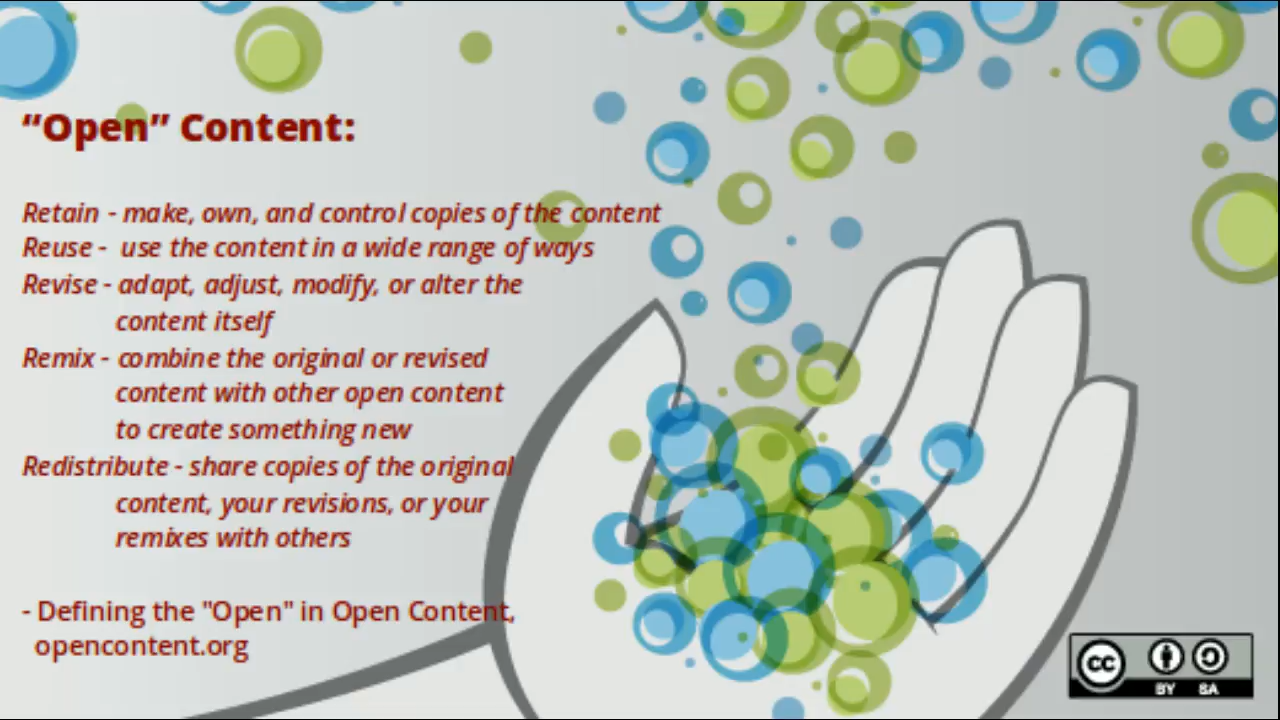 “Open” Content:
Retain - make, own, and control copies of the content
Reuse - use the content in a wide range of ways
Revise - adapt, adjust, modify, or alter the
content itself
Remix - combine the original or revised
content with other open content
to create something new
Redistribute - share copies of the original
content, your revisions, or your
remixes with others
- Defining the "Open" in Open Content,
opencontent.org
cc
BY SA